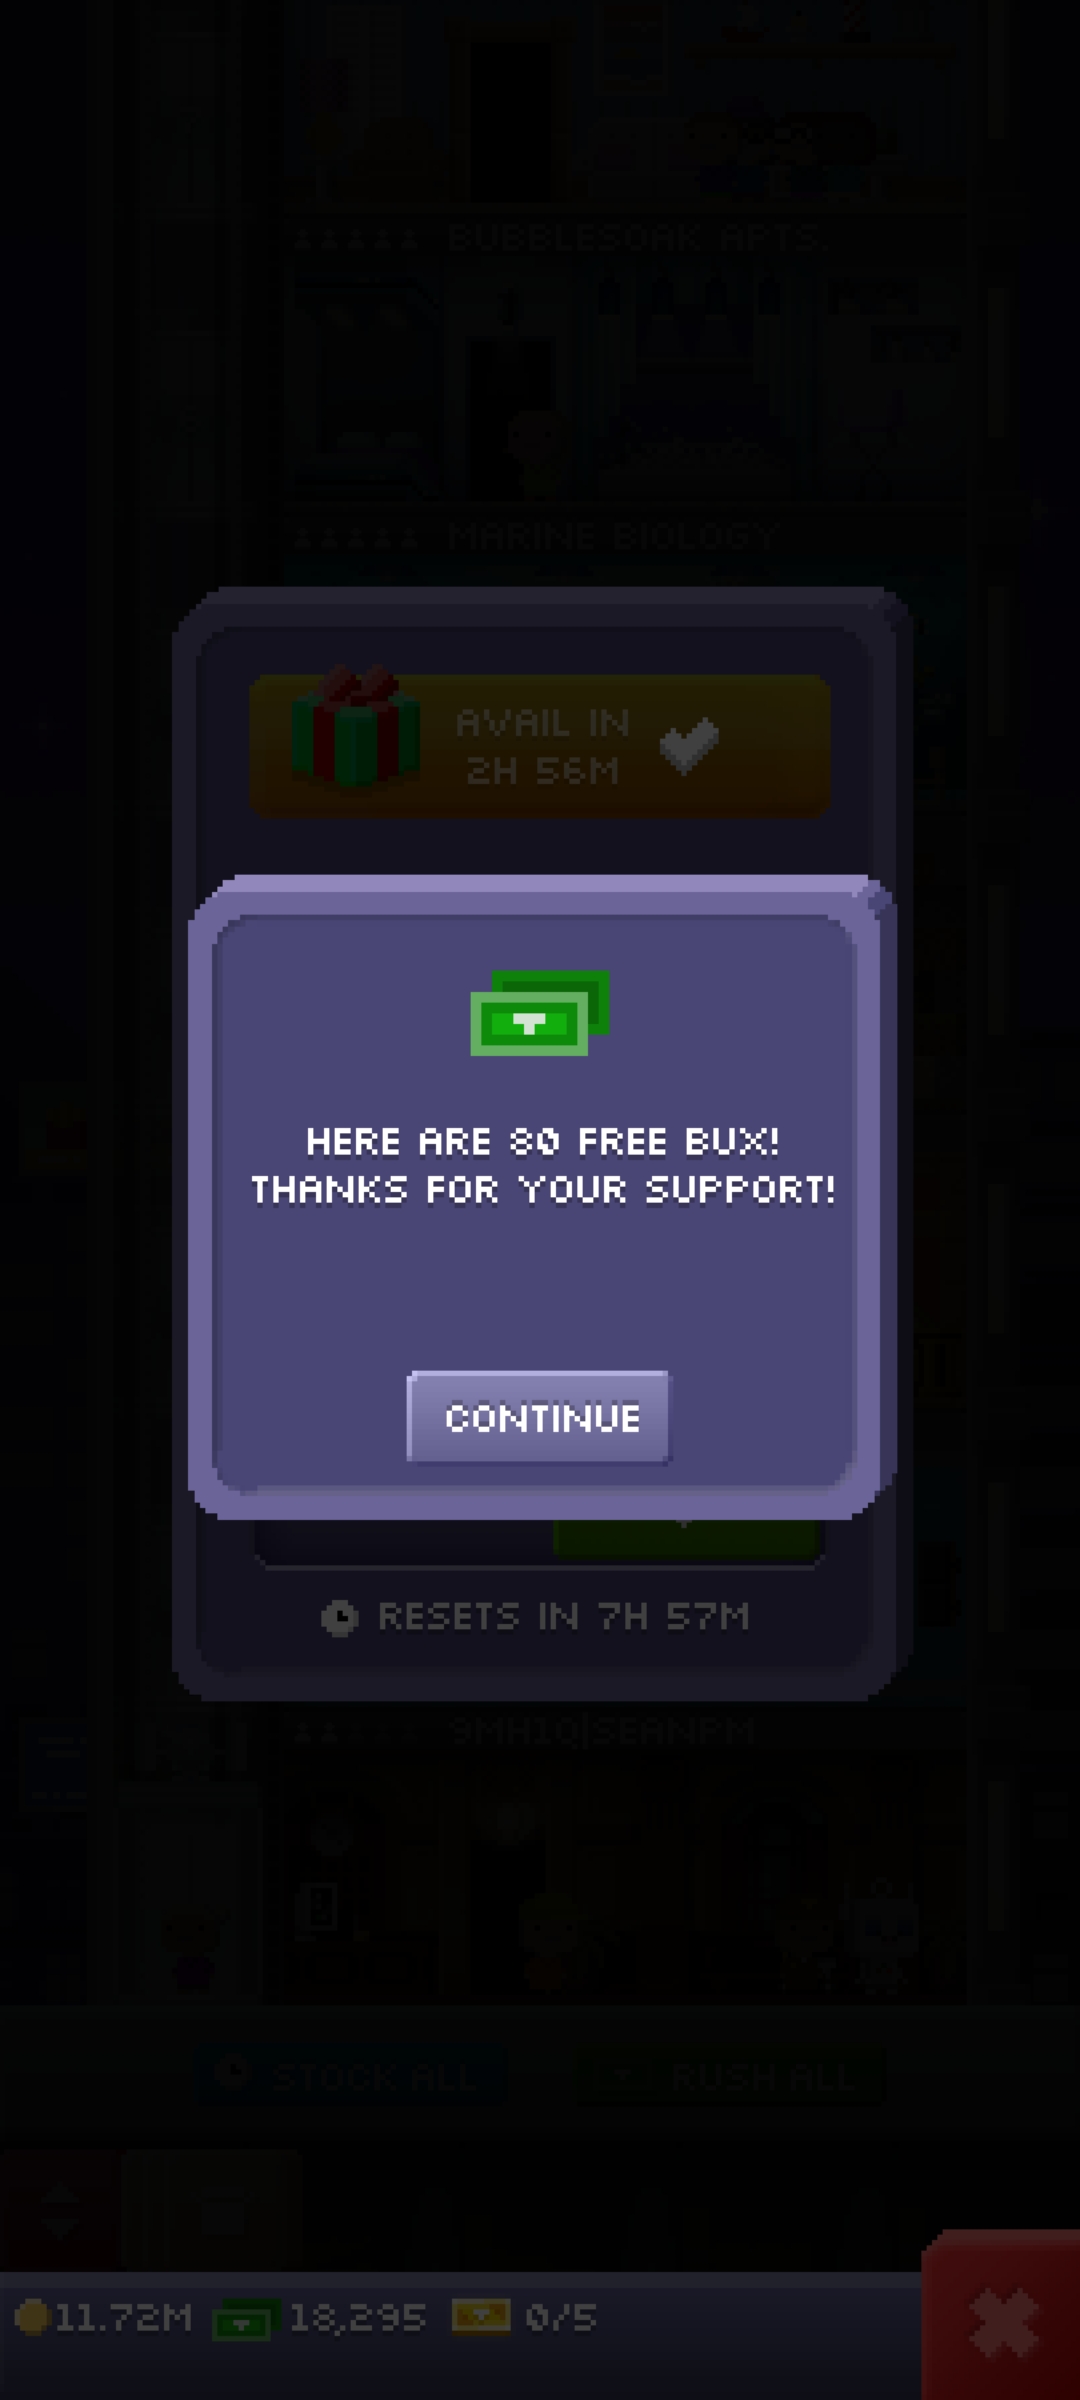 BUBBLESOAK APTS.
MARINE BIOLOGY
AVAIL IN
2H 56M
HERE ARE 80 FREE BUX!
THANKS FOR YOUR SUPPORT!
CONTINUE
RESETS IN 7H 57M
9MH1Q|SEANPM
STOCK ALL
RUSH ALL
11.72M 18,295 0/5